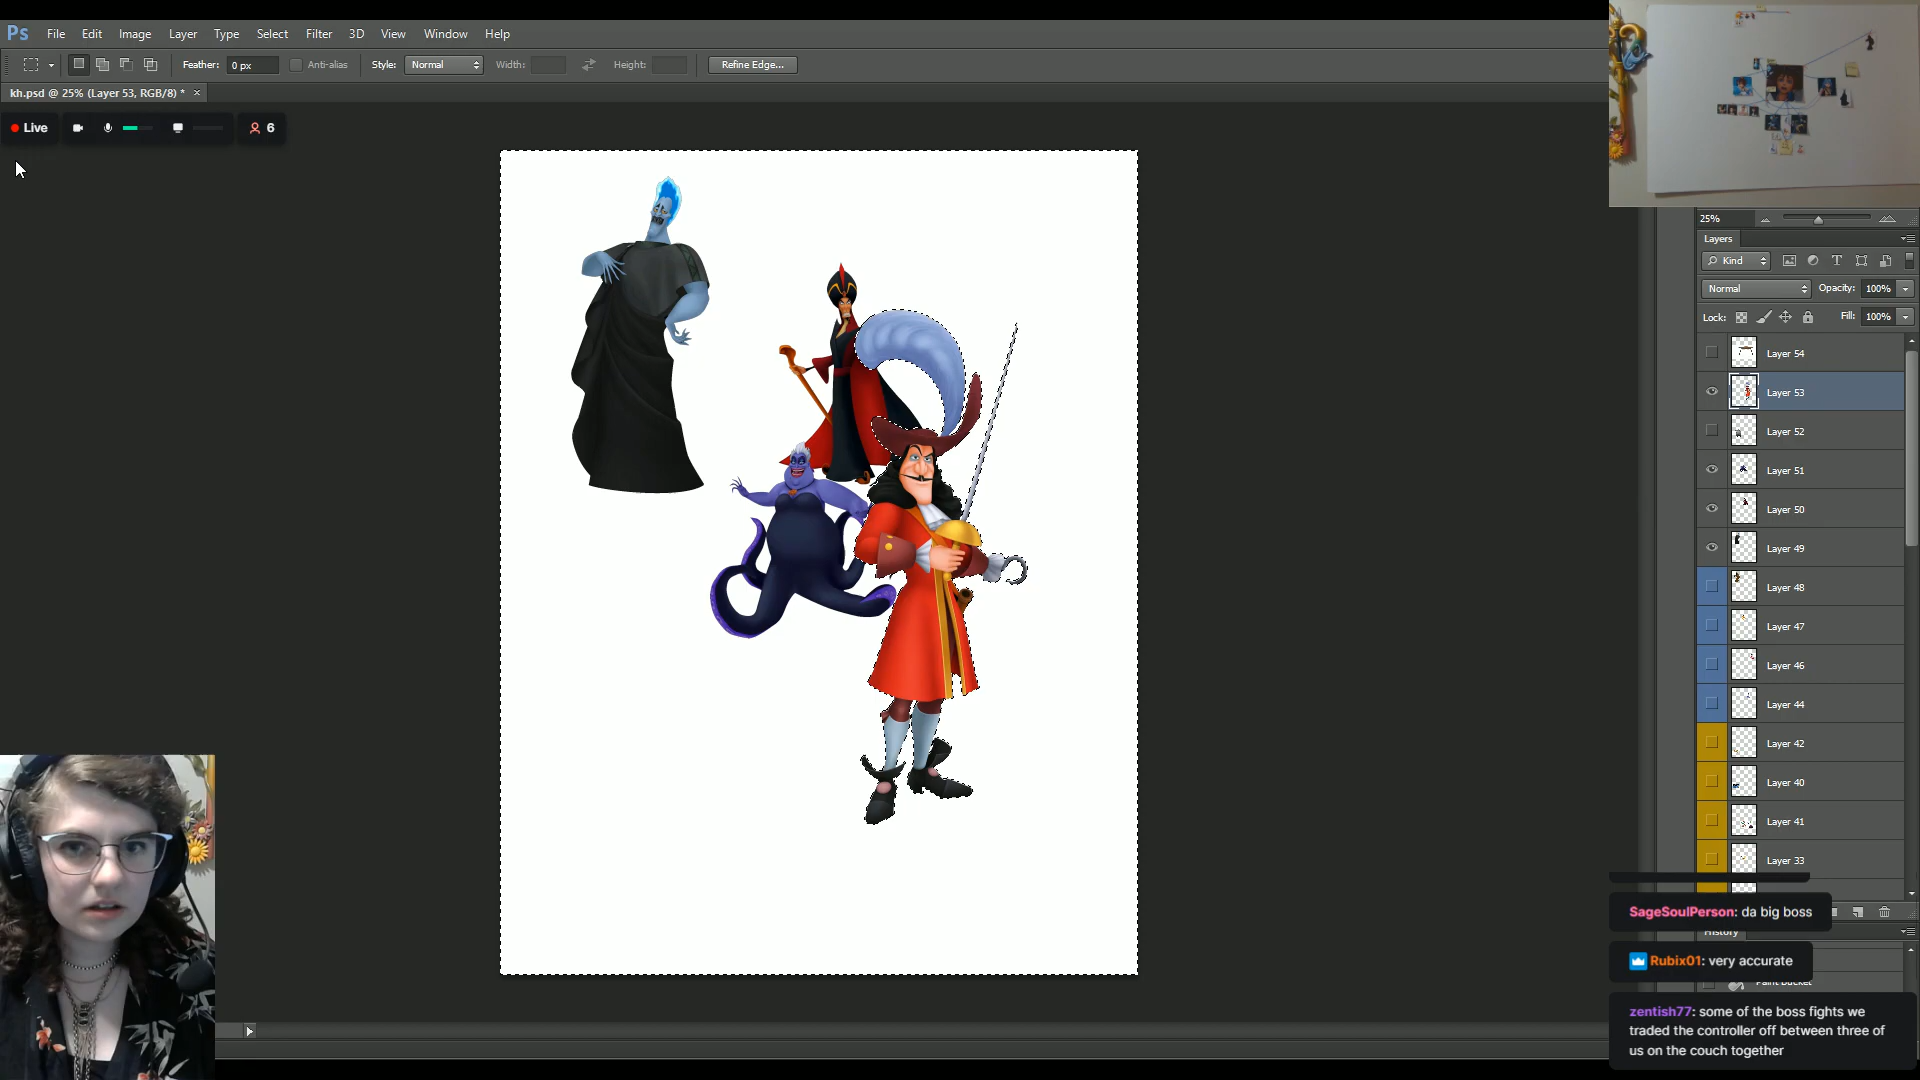 Ps File Edit Image Layer Type Select Filter 3D View Window Help
Feather: 0 px Anti-alias Style: Normal Width: Height: Refine Edge...
kh.psd @ 25% (Layer 53, RGB/8) * ×
Live 6
25%
Layers
Kind
Normal Opacity: 100%
Lock: Fill: 100%
Layer 54
Layer 53
Layer 52
Layer 51
Layer 50
Layer 49
Layer 48
Layer 47
Layer 46
Layer 44
Layer 42
Layer 40
Layer 41
Layer 33
SageSoulPerson: da big boss
History
Rubix01: very accurate
Paint Bucket
zentish77: some of the boss fights we
traded the controller off between three of
us on the couch together